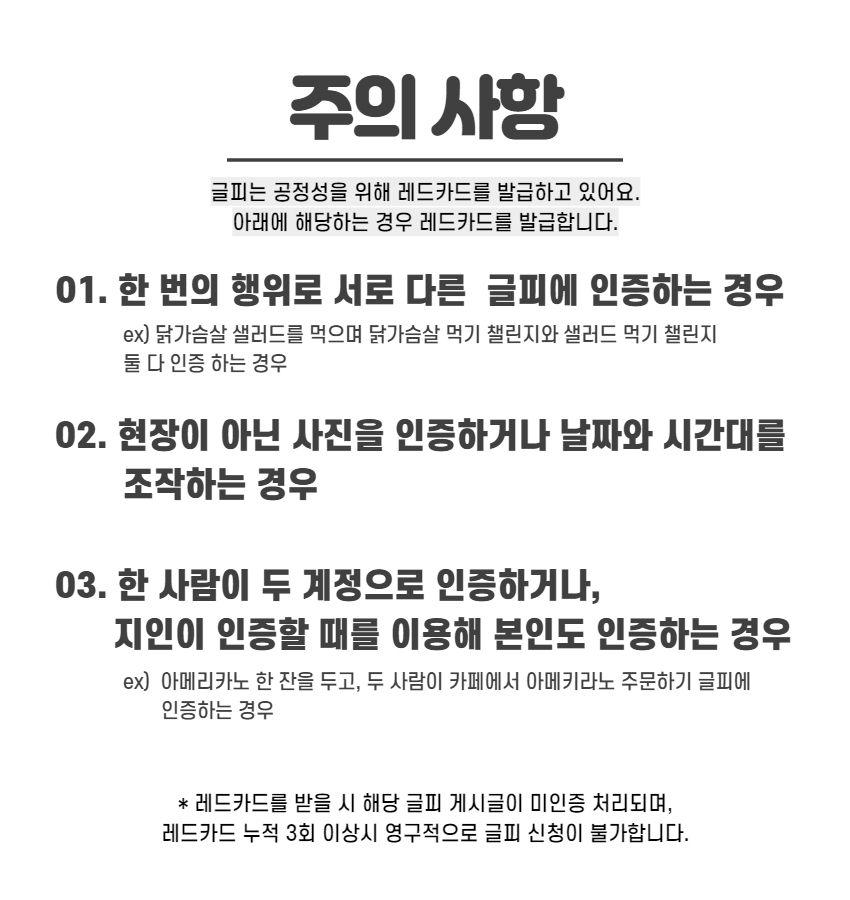 주의 사항
글피는 공정성을 위해 레드카드를 발급하고 있어요.
아래에 해당하는 경우 레드카드를 발급합니다.
01. 한 번의 행위로 서로 다른 글피에 인증하는 경우
ex) 닭가슴살 샐러드를 먹으며 닭가슴살 먹기 챌린지와 샐러드 먹기 챌린지
둘 다 인증 하는 경우
02. 현장이 아닌 사진을 인증하거나 날짜와 시간대를
조작하는 경우
03. 한 사람이 두 계정으로 인증하거나,
지인이 인증할 때를 이용해 본인도 인증하는 경우
ex) 아메리카노 한 잔을 두고, 두 사람이 카페에서 아메키라노 주문하기 글피에
인증하는 경우
* 레드카드를 받을 시 해당 글피 게시글이 미인증 처리되며,
레드카드 누적 3회 이상시 영구적으로 글피 신청이 불가합니다.